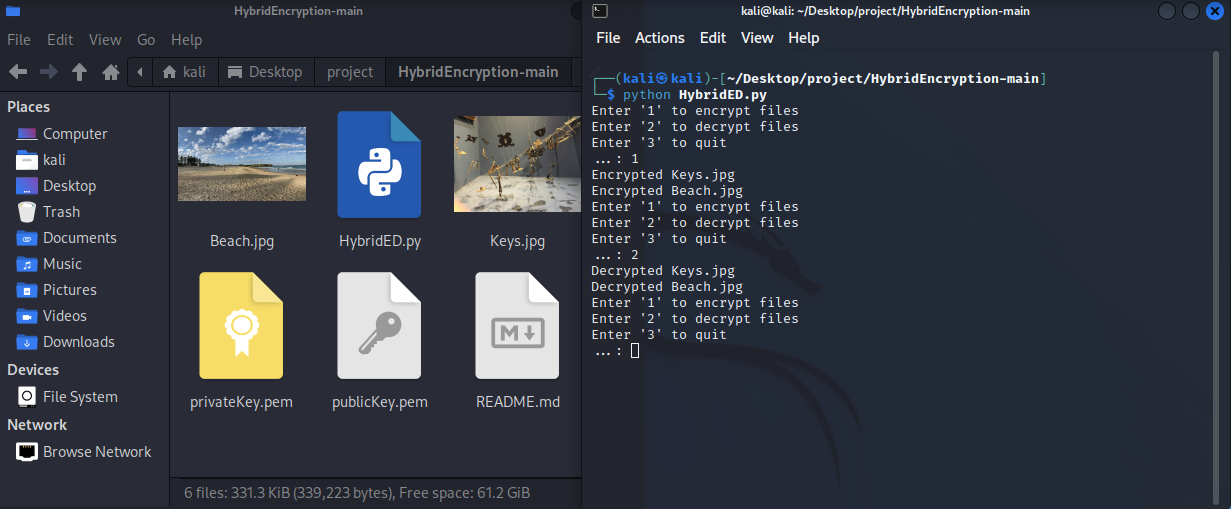 HybridEncryption-main
File Edit View Go Help
kali Desktop project HybridEncryption-main
Places
Computer
kali
Desktop
Trash
Documents
Music
Pictures
Videos
Downloads
Devices
File System
Network
Browse Network
Beach.jpg HybridED.py Keys.jpg
privateKey.pem publicKey.pem README.md
6 files: 331.3 KiB (339,223 bytes), Free space: 61.2 GiB
kali@kali: ~/Desktop/project/HybridEncryption-main
File Actions Edit View Help
┌──(kali㉿kali)-[~/Desktop/project/HybridEncryption-main]
└─$ python HybridED.py
Enter '1' to encrypt files
Enter '2' to decrypt files
Enter '3' to quit
...: 1
Encrypted Keys.jpg
Encrypted Beach.jpg
Enter '1' to encrypt files
Enter '2' to decrypt files
Enter '3' to quit
...: 2
Decrypted Keys.jpg
Decrypted Beach.jpg
Enter '1' to encrypt files
Enter '2' to decrypt files
Enter '3' to quit
...: